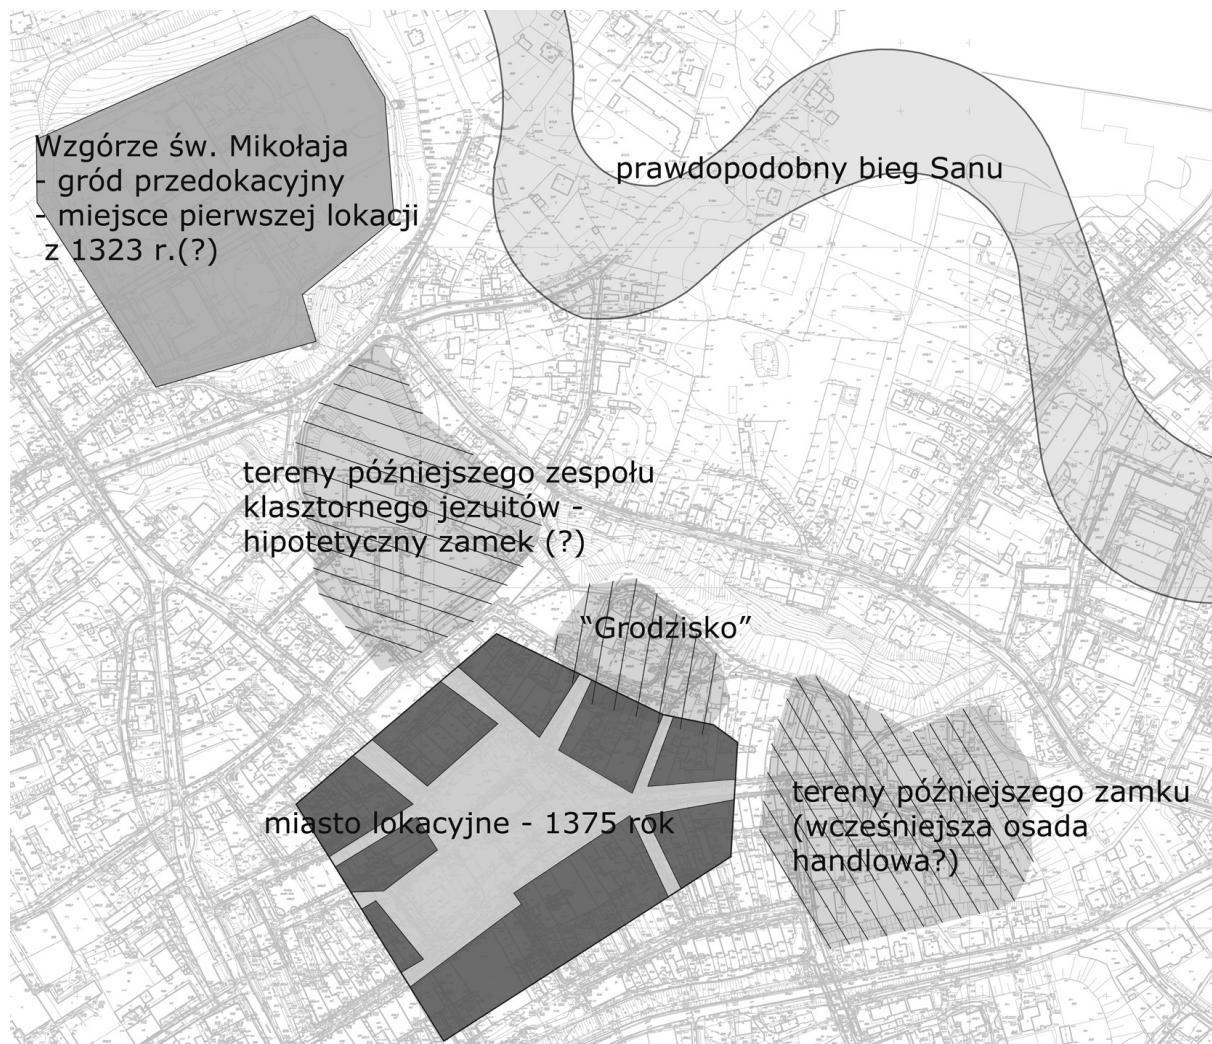 Wzgórze św. Mikołaja
- gród przedokacyjny
- miejsce pierwszej lokacji
z 1323 r.(?)
prawdopodobny bieg Sanu
tereny późniejszego zespołu
klasztornego jezuitów -
hipotetyczny zamek (?)
“Grodzisko”
miasto lokacyjne - 1375 rok
tereny późniejszego zamku
(wcześniejsza osada
handlowa?)